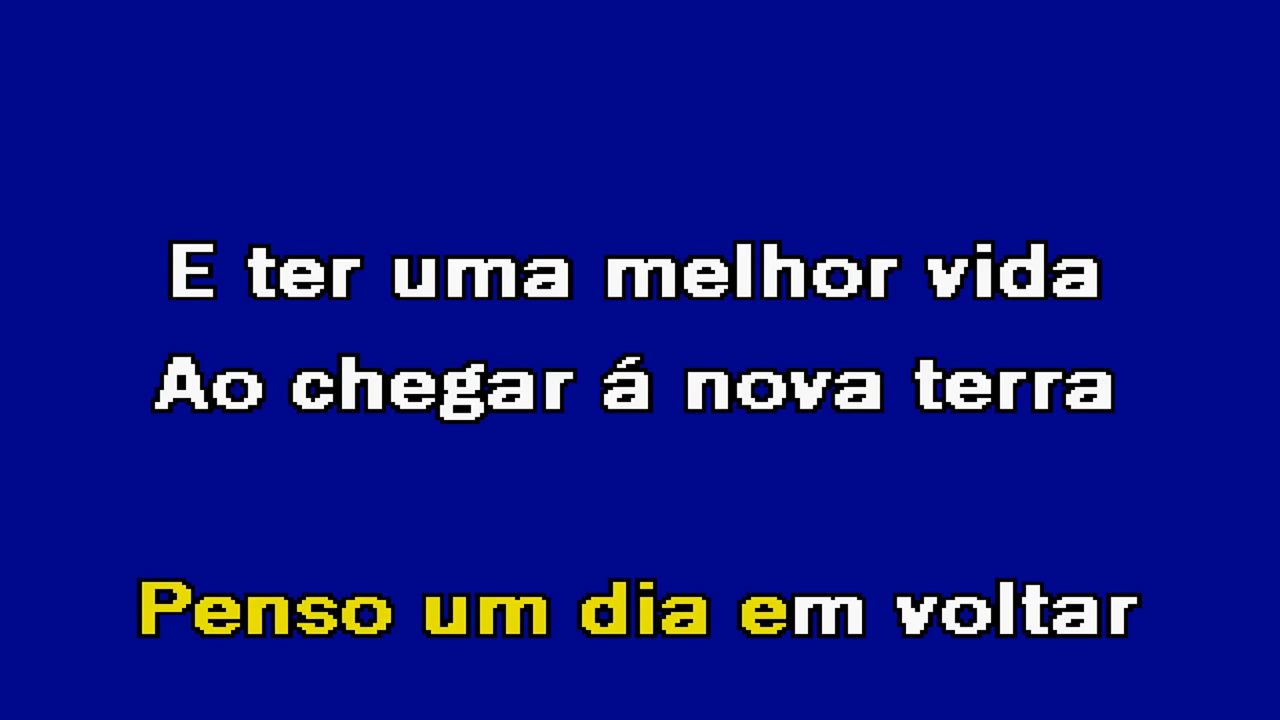 E ter uma melhor vida
Ao chegar á nova terra
Penso um dia em voltar